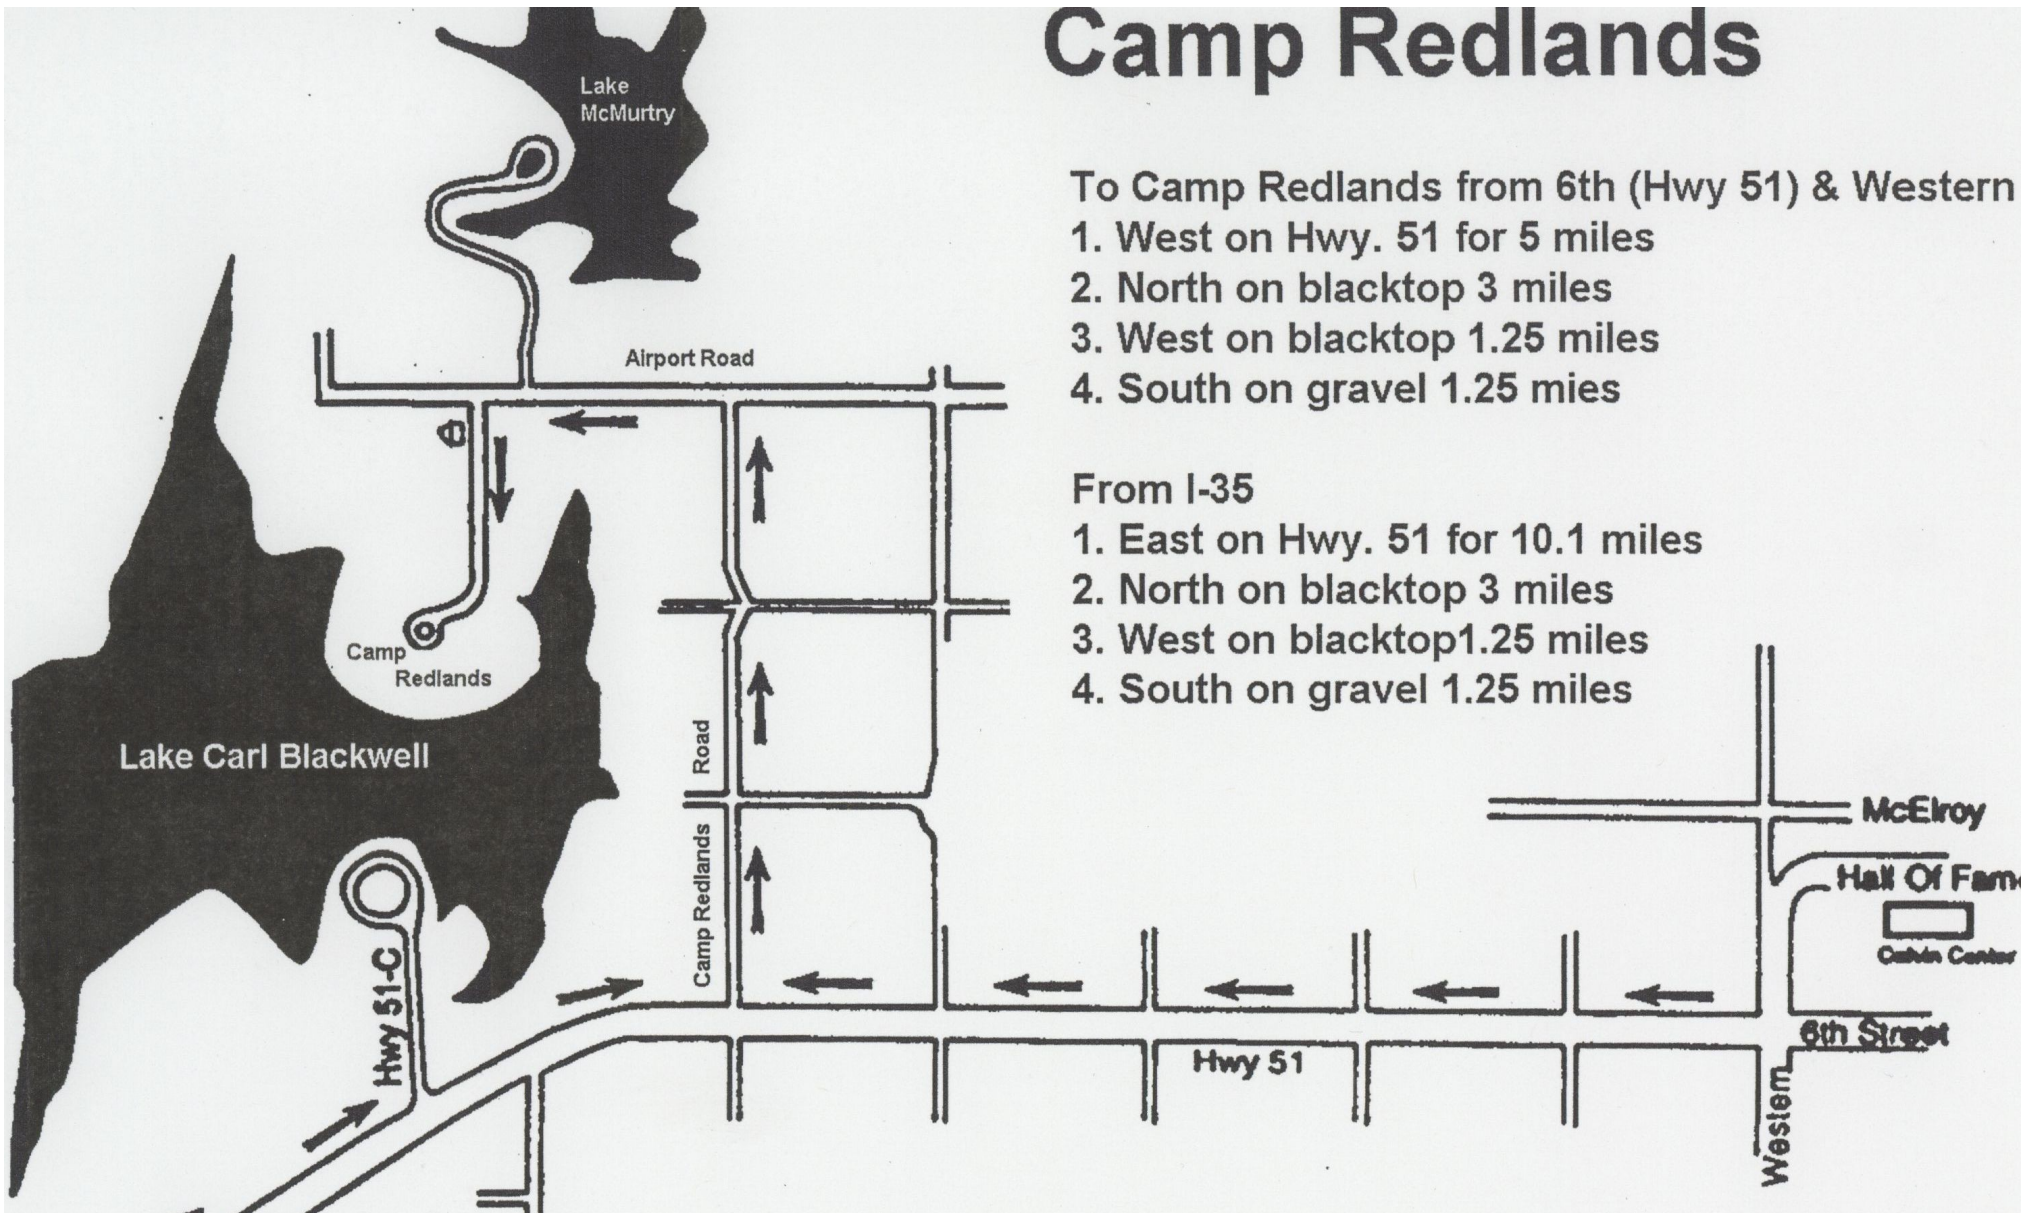 Camp Redlands
Lake
McMurtry
To Camp Redlands from 6th (Hwy 51) & Western
1. West on Hwy. 51 for 5 miles
2. North on blacktop 3 miles
3. West on blacktop 1.25 miles
4. South on gravel 1.25 mies
Airport Road
From I-35
1. East on Hwy. 51 for 10.1 miles
2. North on blacktop 3 miles
3. West on blacktop1.25 miles
4. South on gravel 1.25 miles
Camp
Redlands
Lake Carl Blackwell
Camp Redlands Road
McElroy
Hall Of Fam
Colvin Center
Hwy 51-C
6th Street
Hwy 51
Western